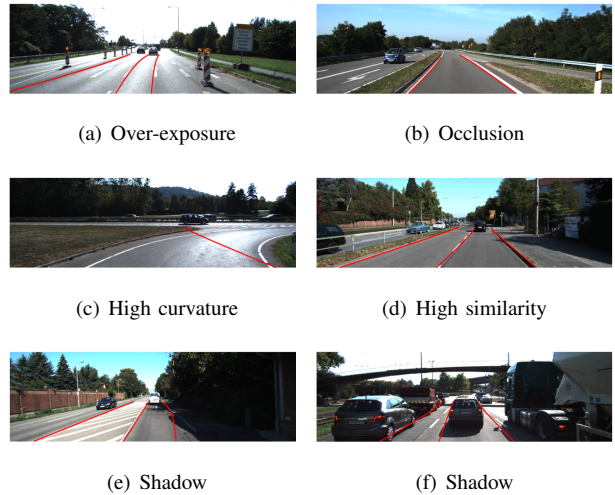 (a) Over-exposure
(b) Occlusion
(c) High curvature
(d) High similarity
(e) Shadow
(f) Shadow